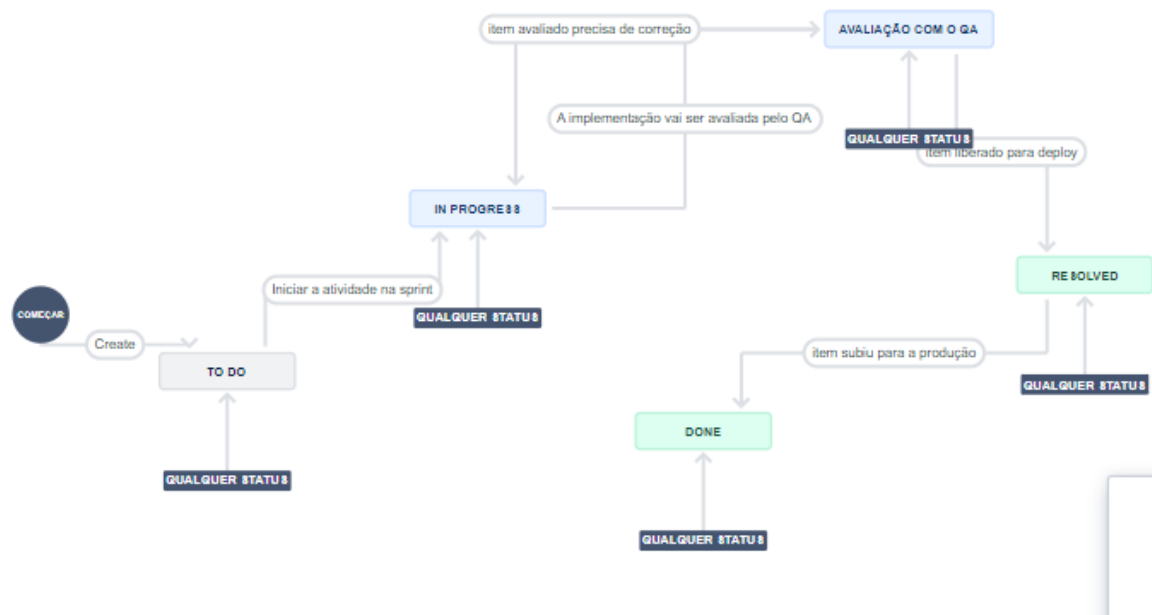 item avaliado precisa de correção
AVALIAÇÃO COM O QA
A implementação vai ser avaliada pelo QA
QUALQUER STATUS
item liberado para deploy
IN PROGRESS
RESOLVED
Iniciar a atividade na sprint
COMEÇAR
QUALQUER STATUS
Create
TO DO
item subiu para a produção
QUALQUER STATUS
DONE
QUALQUER STATUS
QUALQUER STATUS